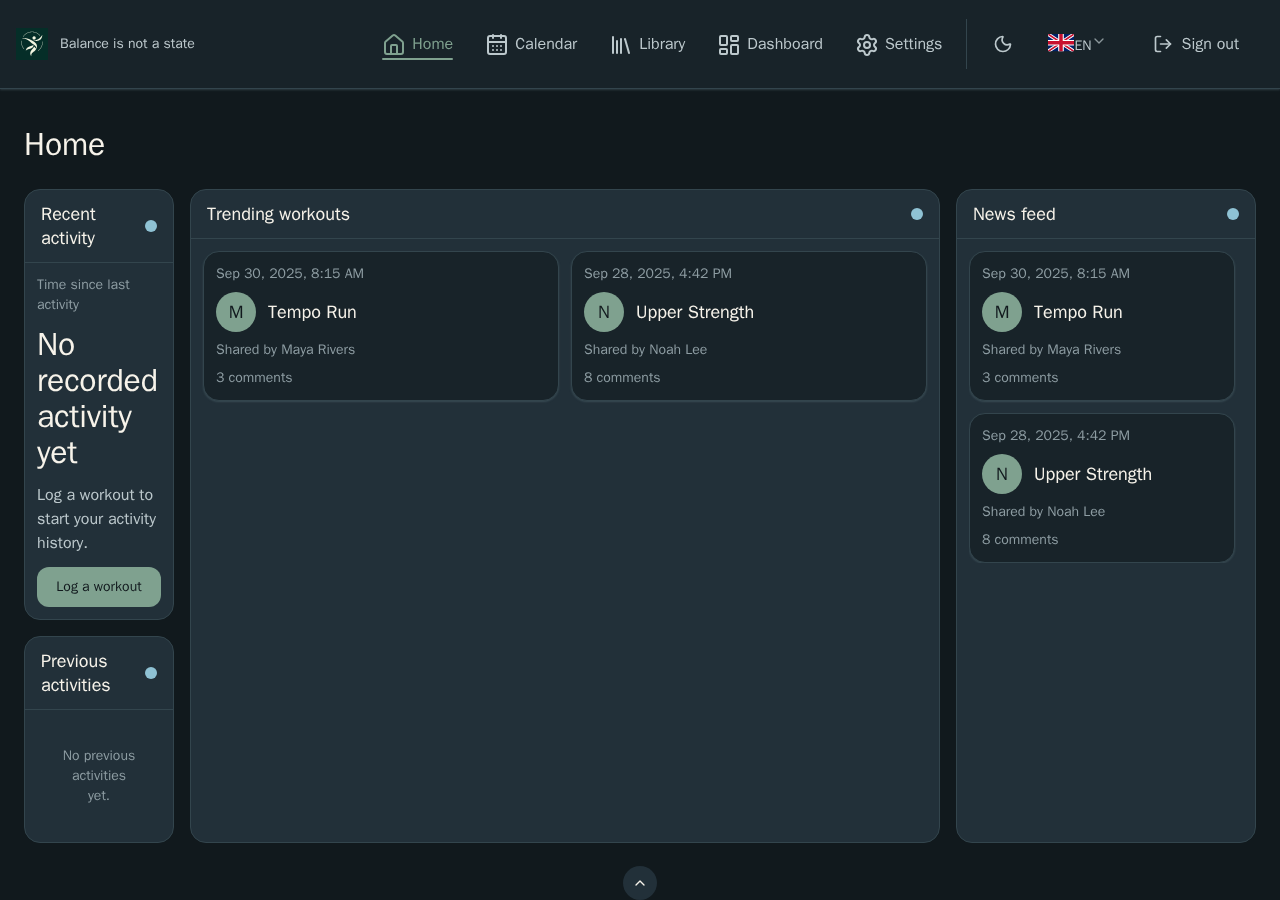 Balance is not a state
Home
Calendar
Library
Dashboard
Settings
EN
Sign out
Home
Recent
activity
Time since last
activity
No
recorded
activity
yet
Log a workout to
start your activity
history.
Log a workout
Previous
activities
No previous
activities
yet.
Trending workouts
Sep 30, 2025, 8:15 AM
M
Tempo Run
Shared by Maya Rivers
3 comments
Sep 28, 2025, 4:42 PM
N
Upper Strength
Shared by Noah Lee
8 comments
News feed
Sep 30, 2025, 8:15 AM
M
Tempo Run
Shared by Maya Rivers
3 comments
Sep 28, 2025, 4:42 PM
N
Upper Strength
Shared by Noah Lee
8 comments